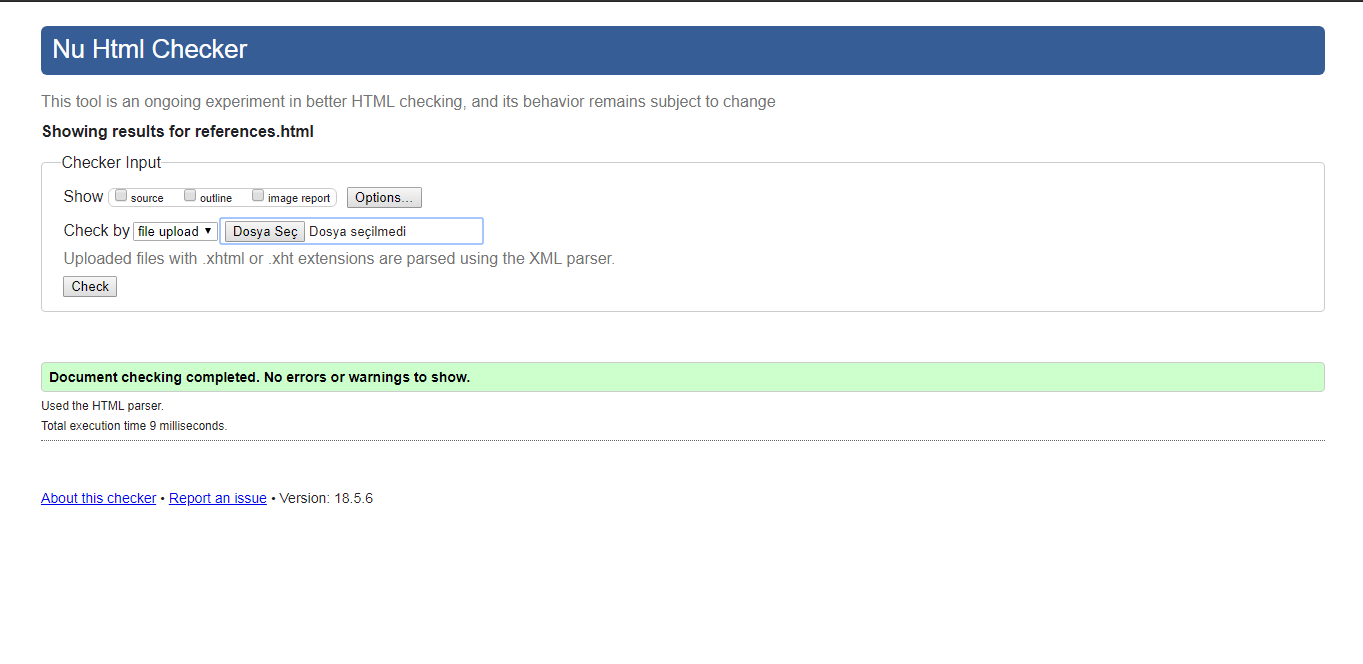 Nu Html Checker
This tool is an ongoing experiment in better HTML checking, and its behavior remains subject to change
Showing results for references.html
Checker Input
Show source outline image report Options...
Check by file upload Dosya Seç Dosya seçilmedi
Uploaded files with .xhtml or .xht extensions are parsed using the XML parser.
Check
Document checking completed. No errors or warnings to show.
Used the HTML parser.
Total execution time 9 milliseconds.
About this checker • Report an issue • Version: 18.5.6